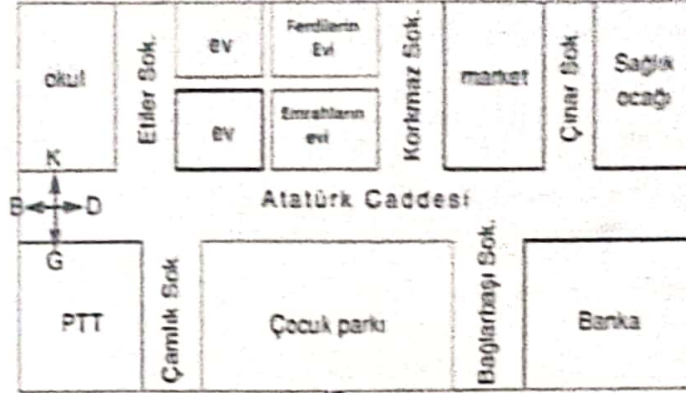 okul
Etiler Sok.
ev
Ferdilerin
Evi
Korkmaz Sok.
market
Çınar Sok.
Sağlık
ocağı
ev
Emrahların
evi
K
B
D
G
Atatürk Caddesi
PTT
Çamlık Sok.
Çocuk parkı
Bağlarbaşı Sok.
Banka